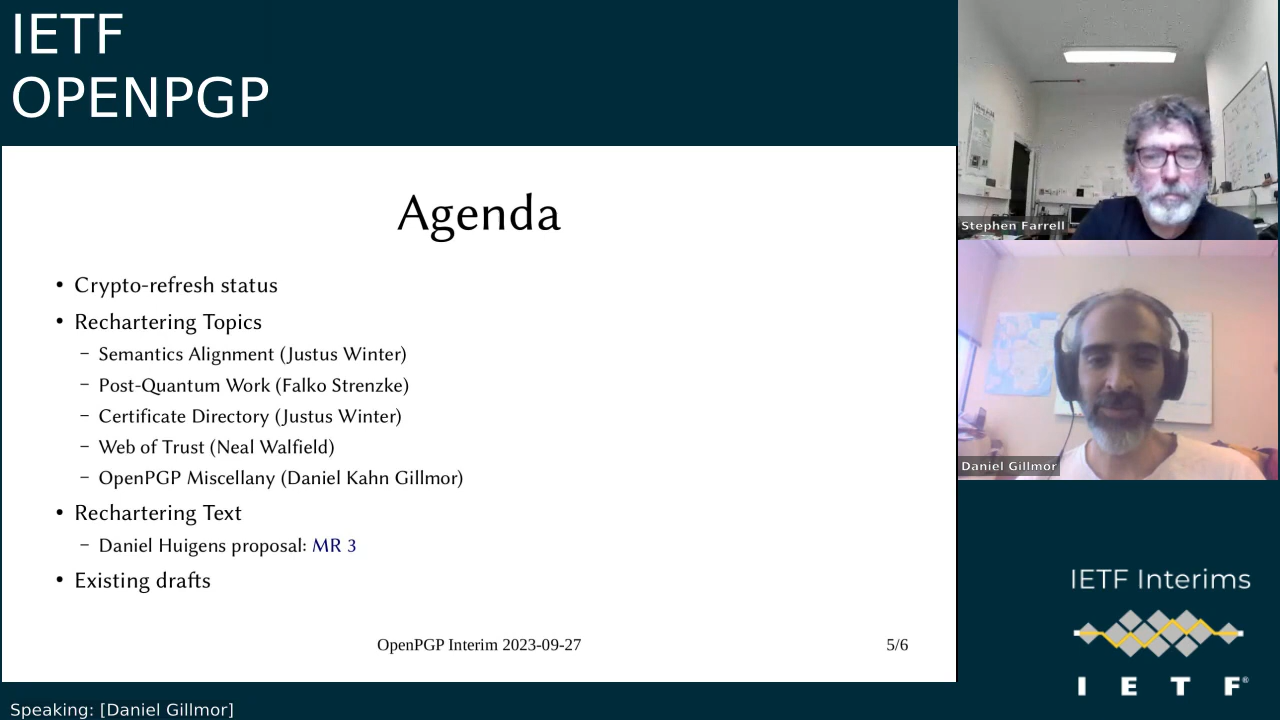 IETF
OPENPGP
Agenda
• Crypto-refresh status
• Rechartering Topics
– Semantics Alignment (Justus Winter)
– Post-Quantum Work (Falko Strenzke)
– Certificate Directory (Justus Winter)
– Web of Trust (Neal Walfield)
– OpenPGP Miscellany (Daniel Kahn Gillmor)
• Rechartering Text
– Daniel Huigens proposal: MR 3
• Existing drafts
OpenPGP Interim 2023-09-27
5/6
Stephen Farrell
Daniel Gillmor
IETF Interims
I E T F®
Speaking: [Daniel Gillmor]